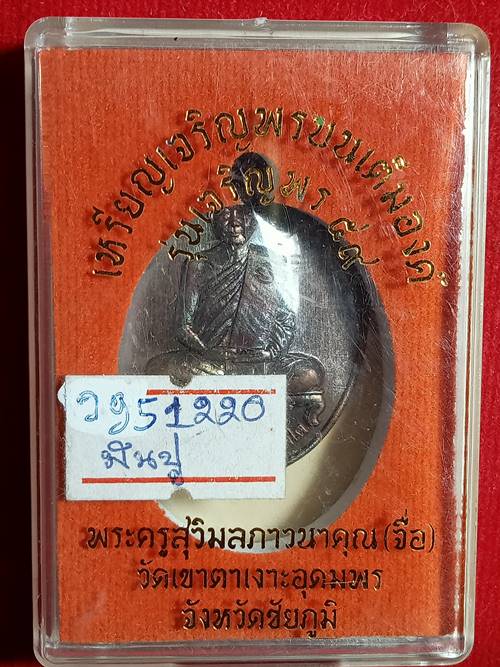 เหรียญเจริญพรบนเต็มองค์
รุ่นเจริญพร ๕๙
วจ51220
พันปู
พระครูสุวิมลภาวนาคุณ(จื่อ)
วัดเขาตาเงาะอุดมพร
จังหวัดชัยภูมิ